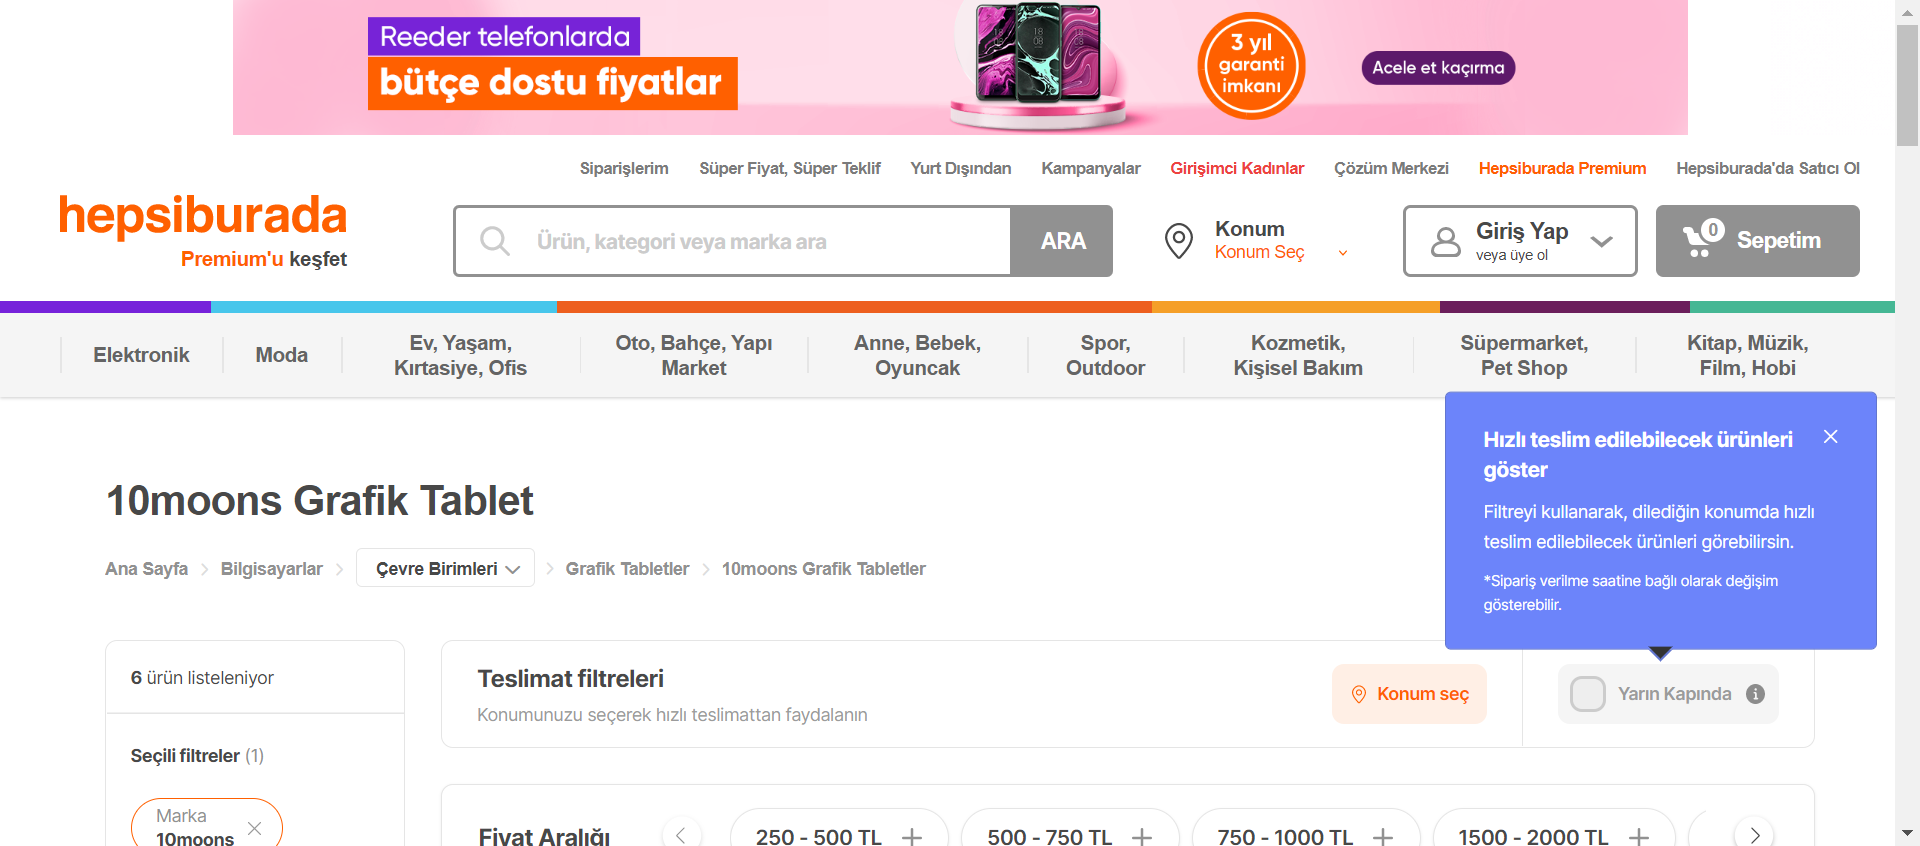 Reeder telefonlarda
bütçe dostu fiyatlar
3 yıl
garanti
imkanı
Acele et kaçırma
Siparişlerim Süper Fiyat, Süper Teklif Yurt Dışından Kampanyalar Girişimci Kadınlar Çözüm Merkezi Hepsiburada Premium Hepsiburada'da Satıcı Ol
hepsiburada
Premium'u keşfet
Ürün, kategori veya marka ara
ARA
Konum
Konum Seç
Giriş Yap
veya üye ol
0
Sepetim
Elektronik
Moda
Ev, Yaşam,
Kırtasiye, Ofis
Oto, Bahçe, Yapı
Market
Anne, Bebek,
Oyuncak
Spor,
Outdoor
Kozmetik,
Kişisel Bakım
Süpermarket,
Pet Shop
Kitap, Müzik,
Film, Hobi
Hızlı teslim edilebilecek ürünleri
göster
Filtreyi kullanarak, dilediğin konumda hızlı
teslim edilebilecek ürünleri görebilirsin.
*Sipariş verilme saatine bağlı olarak değişim
gösterebilir.
10moons Grafik Tablet
Ana Sayfa Bilgisayarlar Çevre Birimleri Grafik Tabletler 10moons Grafik Tabletler
6 ürün listeleniyor
Seçili filtreler (1)
Marka
10moons
Teslimat filtreleri
Konumunuzu seçerek hızlı teslimattan faydalanın
Konum seç
Yarın Kapında
Fiyat Aralığı
250 - 500 TL
500 - 750 TL
750 - 1000 TL
1500 - 2000 TL